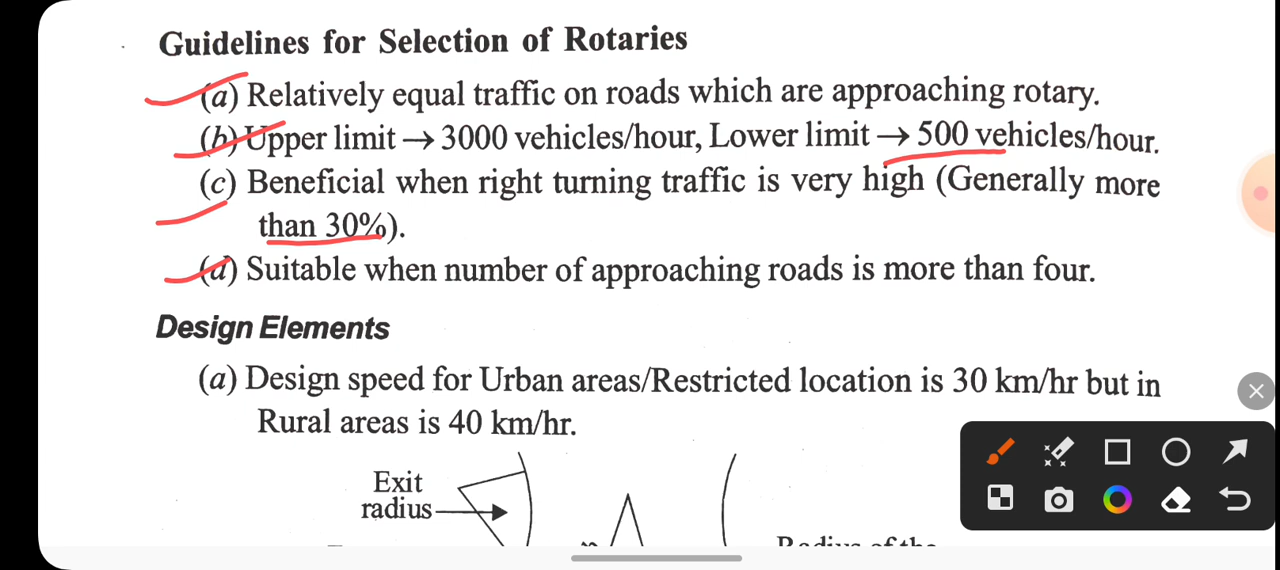 Guidelines for Selection of Rotaries
(a) Relatively equal traffic on roads which are approaching rotary.
(b) Upper limit → 3000 vehicles/hour, Lower limit → 500 vehicles/hour.
(c) Beneficial when right turning traffic is very high (Generally more
than 30%).
(d) Suitable when number of approaching roads is more than four.
Design Elements
(a) Design speed for Urban areas/Restricted location is 30 km/hr but in
Rural areas is 40 km/hr.
Exit
radius
Radius of the